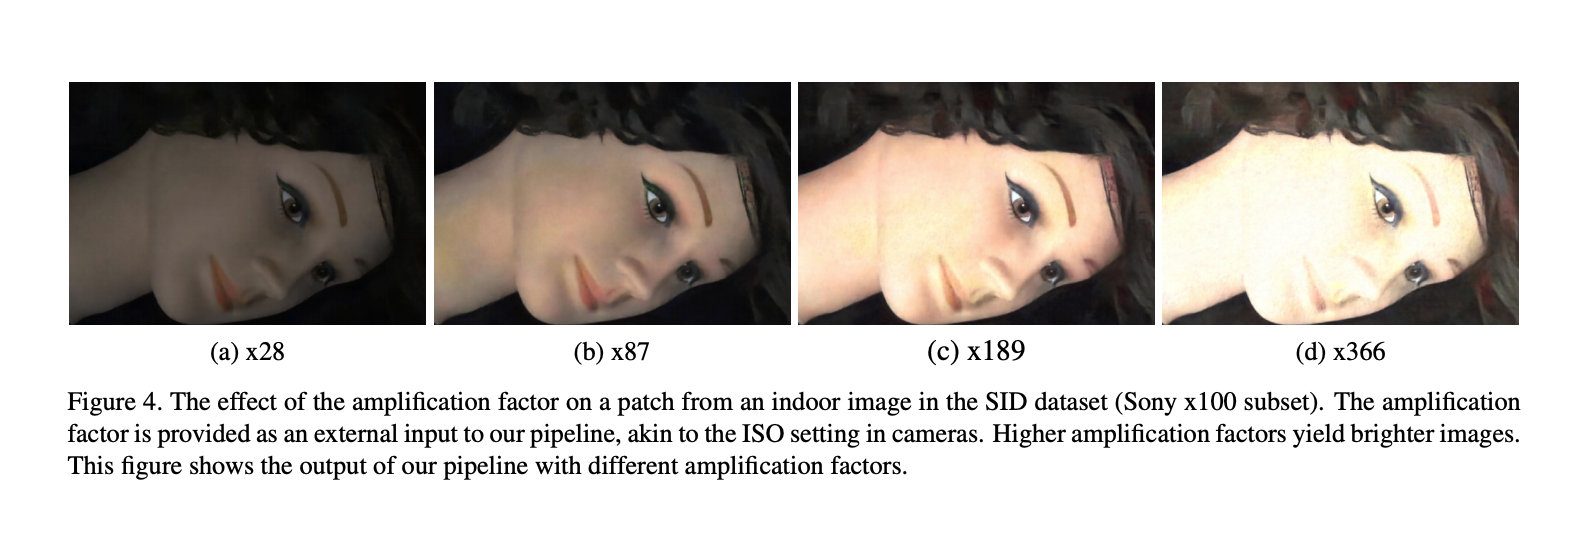 (a) x28
(b) x87
(c) x189
(d) x366
Figure 4. The effect of the amplification factor on a patch from an indoor image in the SID dataset (Sony x100 subset). The amplification
factor is provided as an external input to our pipeline, akin to the ISO setting in cameras. Higher amplification factors yield brighter images.
This figure shows the output of our pipeline with different amplification factors.